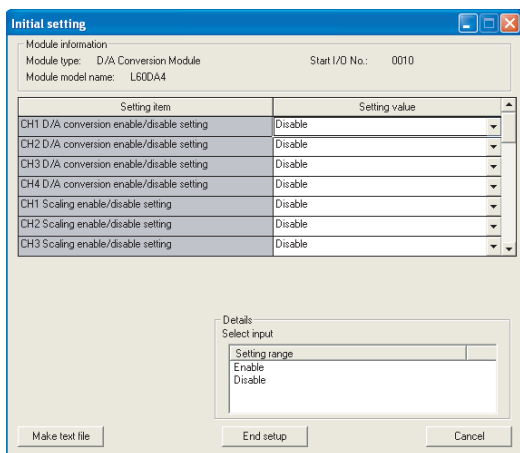 Initial setting
Module information
Module type: D/A Conversion Module Start I/O No.: 0010
Module model name: L60DA4
Setting item Setting value
CH1 D/A conversion enable/disable setting Disable
CH2 D/A conversion enable/disable setting Disable
CH3 D/A conversion enable/disable setting Disable
CH4 D/A conversion enable/disable setting Disable
CH1 Scaling enable/disable setting Disable
CH2 Scaling enable/disable setting Disable
CH3 Scaling enable/disable setting Disable
Details
Select input
Setting range
Enable
Disable
Make text file End setup Cancel